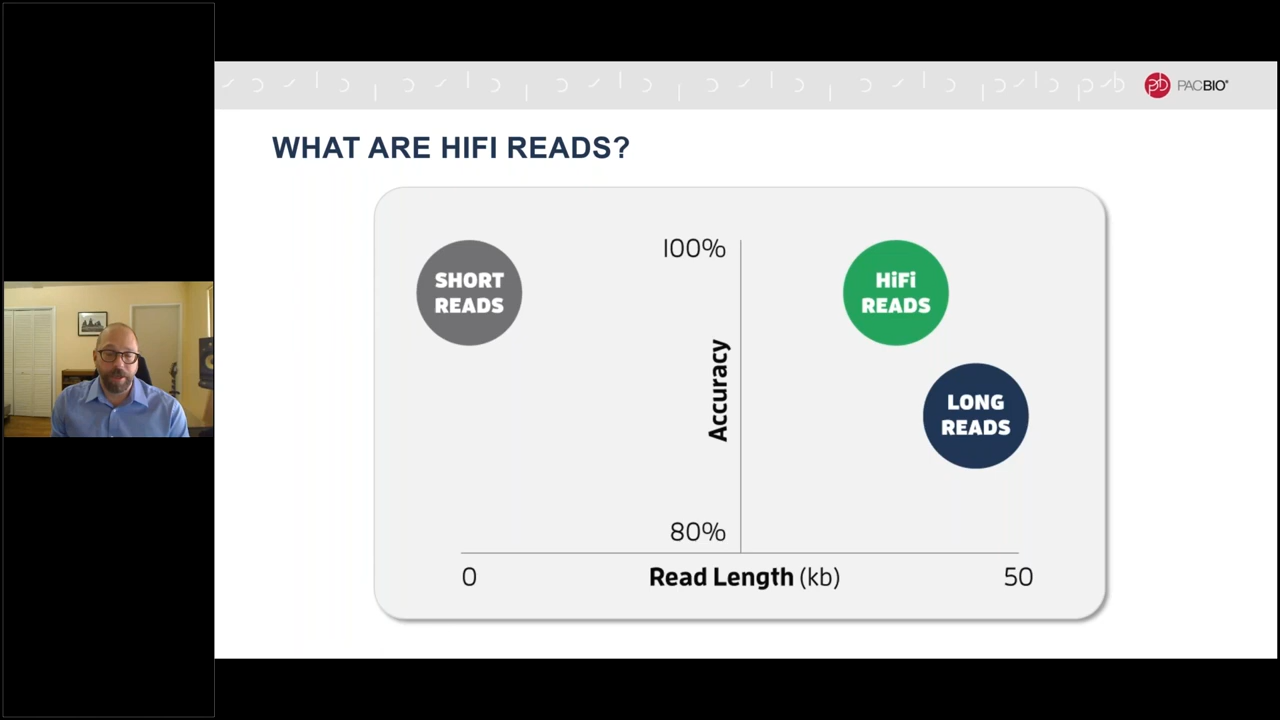 PACBIO®
WHAT ARE HIFI READS?
SHORT
READS
100%
HiFi
READS
Accuracy
LONG
READS
80%
0
Read Length (kb)
50